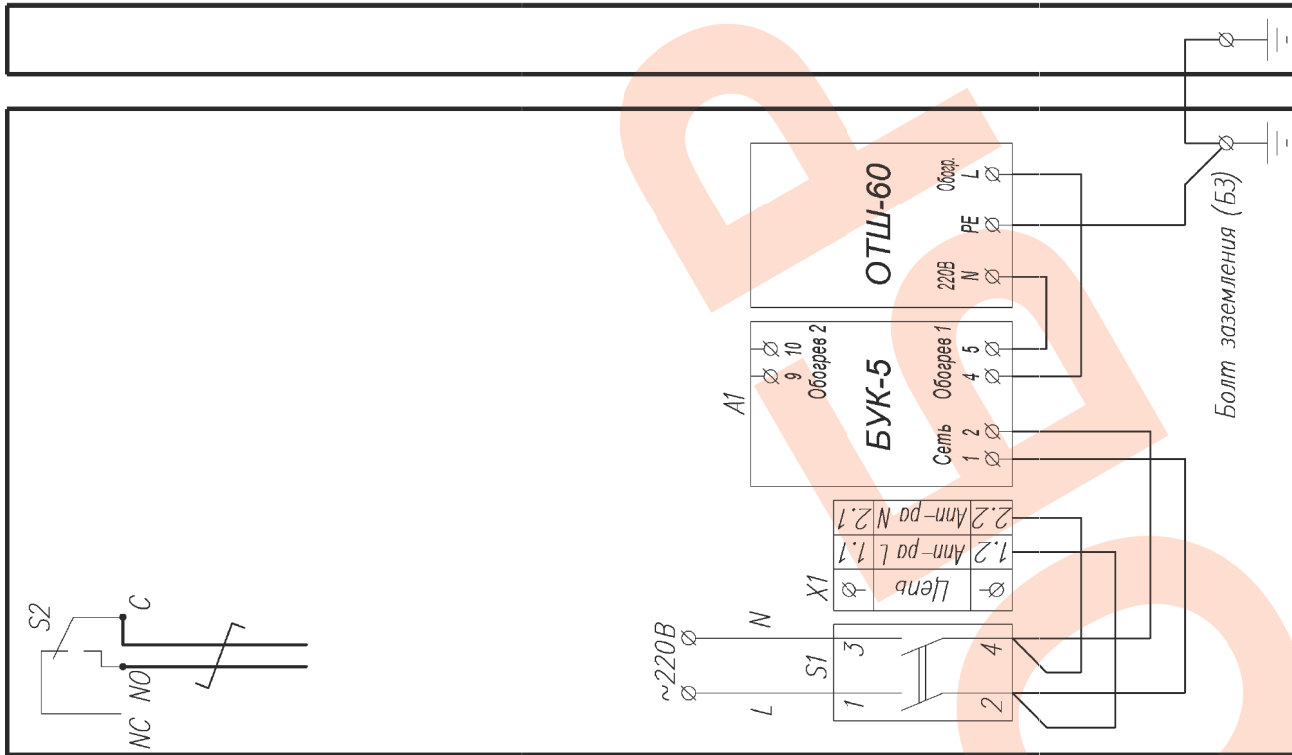 S2
C
NC NO
~220В
L
N
S1
1
3
2
4
X1
Цепь
1.1
Апп-ра L
1.2
2.1
Апп-ра N
2.2
A1
9
10
Обогрев 2
БУК-5
Сеть
Обогрев 1
1
2
4
5
ОТШ-60
220В
N
PE
Обогр.
L
Болт заземления (БЗ)